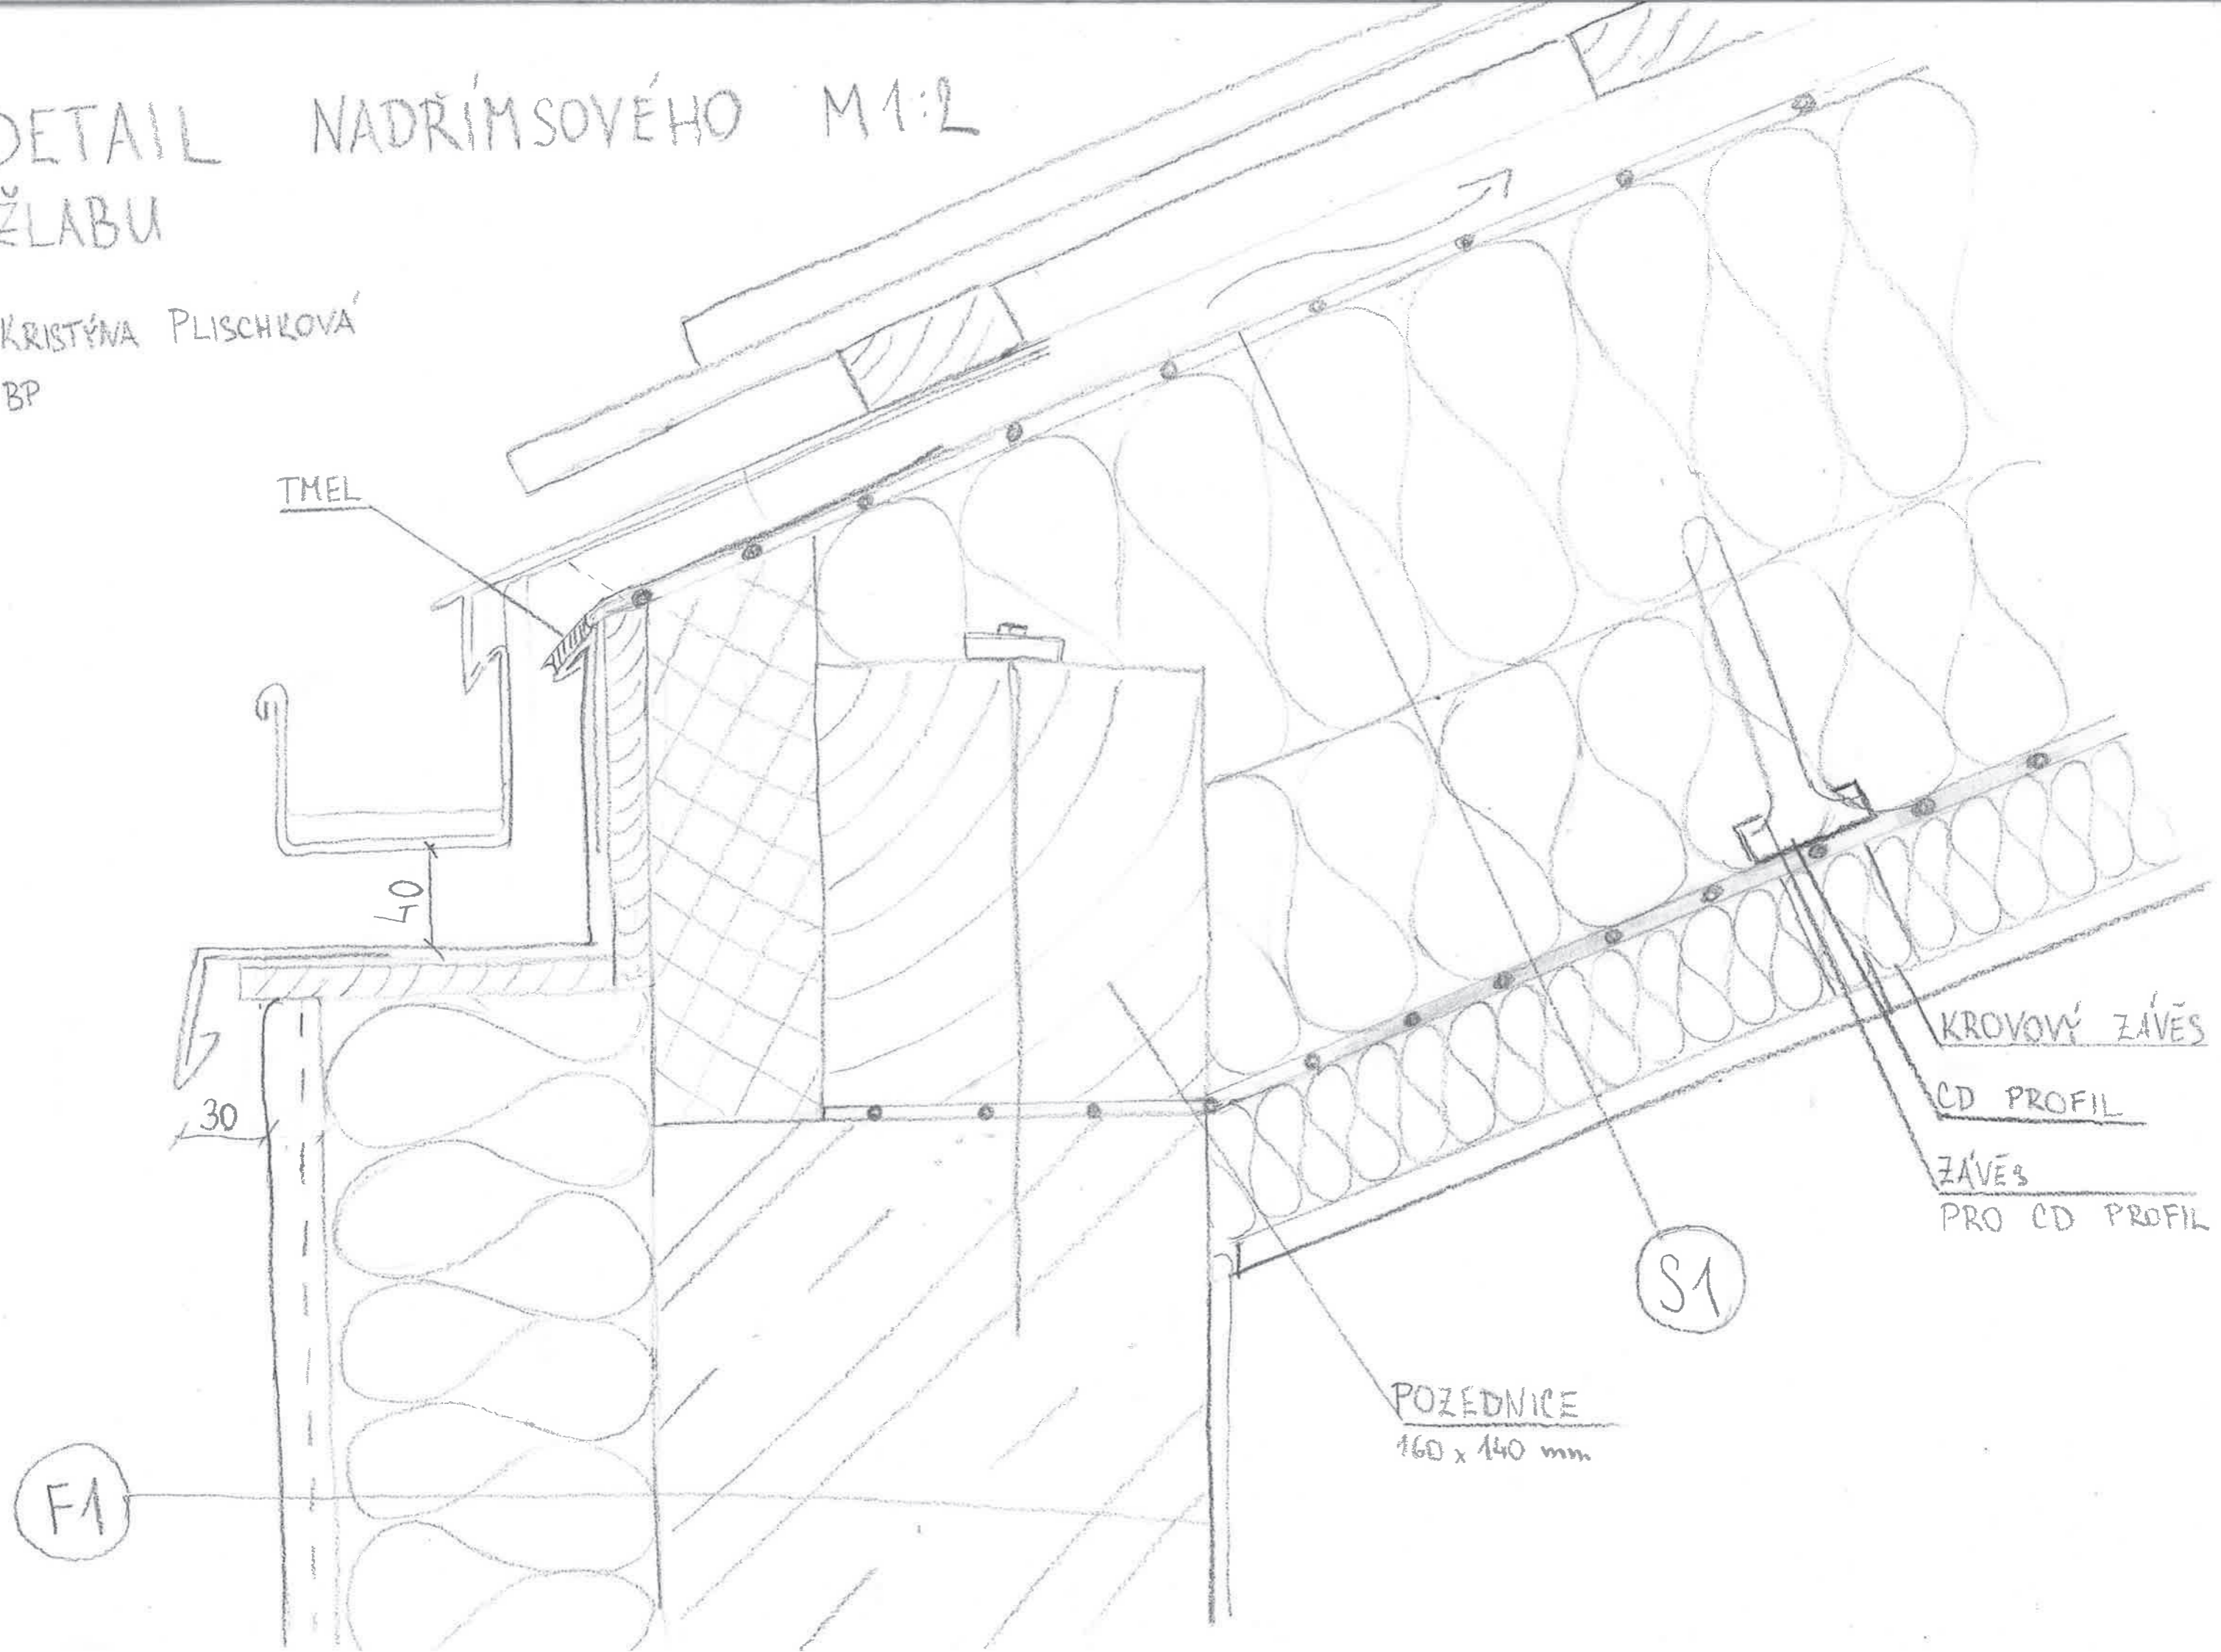 DETAIL NADŘÍMSOVÉHO M 1:2
ŽLABU
KRISTÝNA PLISCHKOVÁ
BP
TMEL
40
30
KROVOVÝ ZÁVĚS
CD PROFIL
ZÁVĚS
PRO CD PROFIL
S1
POZEDNICE
160 x 140 mm
F1